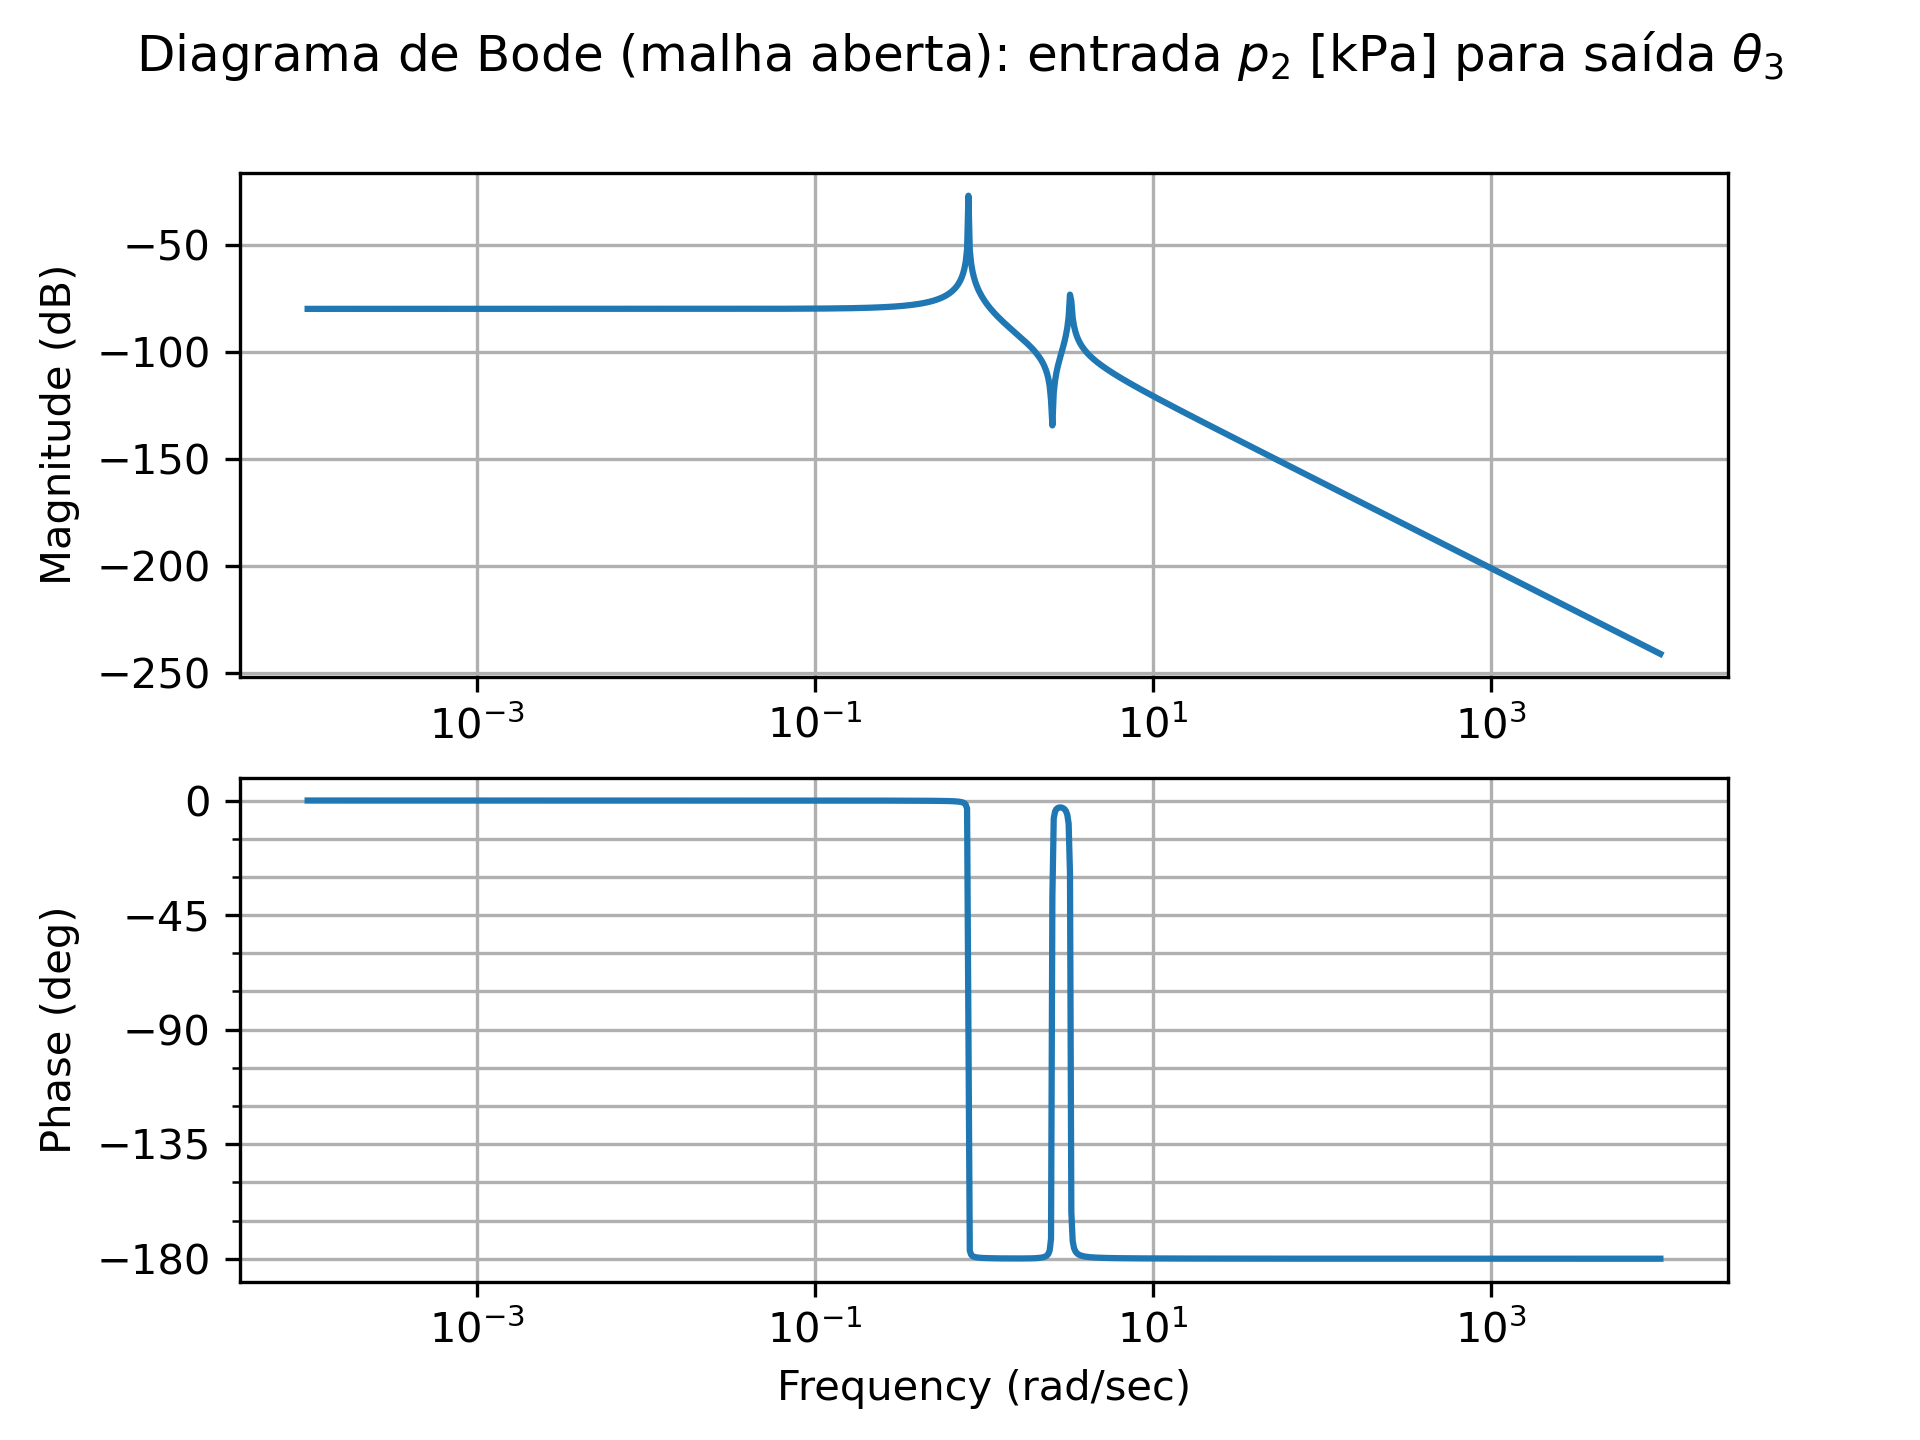 Diagrama de Bode (malha aberta): entrada p₂ [kPa] para saída θ₃
Magnitude (dB)
−50
−100
−150
−200
−250
10⁻³ 10⁻¹ 10¹ 10³
Phase (deg)
0
−45
−90
−135
−180
10⁻³ 10⁻¹ 10¹ 10³
Frequency (rad/sec)